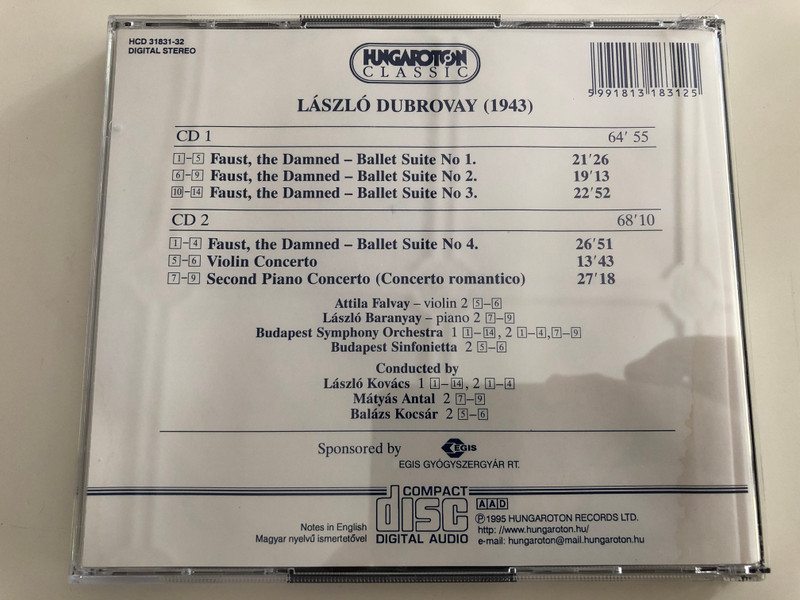 HCD 31831-32
DIGITAL STEREO
HUNGAROTON
CLASSIC
5 991813 183125
LÁSZLÓ DUBROVAY (1943)
CD 1 64′ 55
1–5 Faust, the Damned – Ballet Suite No 1. 21′26
6–9 Faust, the Damned – Ballet Suite No 2. 19′13
10–14 Faust, the Damned – Ballet Suite No 3. 22′52
CD 2 68′10
1–4 Faust, the Damned – Ballet Suite No 4. 26′51
5–6 Violin Concerto 13′43
7–9 Second Piano Concerto (Concerto romantico) 27′18
Attila Falvay – violin 2 5–6
László Baranyay – piano 2 7–9
Budapest Symphony Orchestra 1 1–14, 2 1–4,7–9
Budapest Sinfonietta 2 5–6
Conducted by
László Kovács 1 1–14, 2 1–4
Mátyás Antal 2 7–9
Balázs Kocsár 2 5–6
Sponsored by EGIS
EGIS GYÓGYSZERGYÁR RT.
Notes in English
Magyar nyelvű ismertetővel
COMPACT
disc
DIGITAL AUDIO
AAD
Ⓟ1995 HUNGAROTON RECORDS LTD.
http: //www.hungaroton.hu/
e-mail: hungaroton@mail.hungaroton.hu